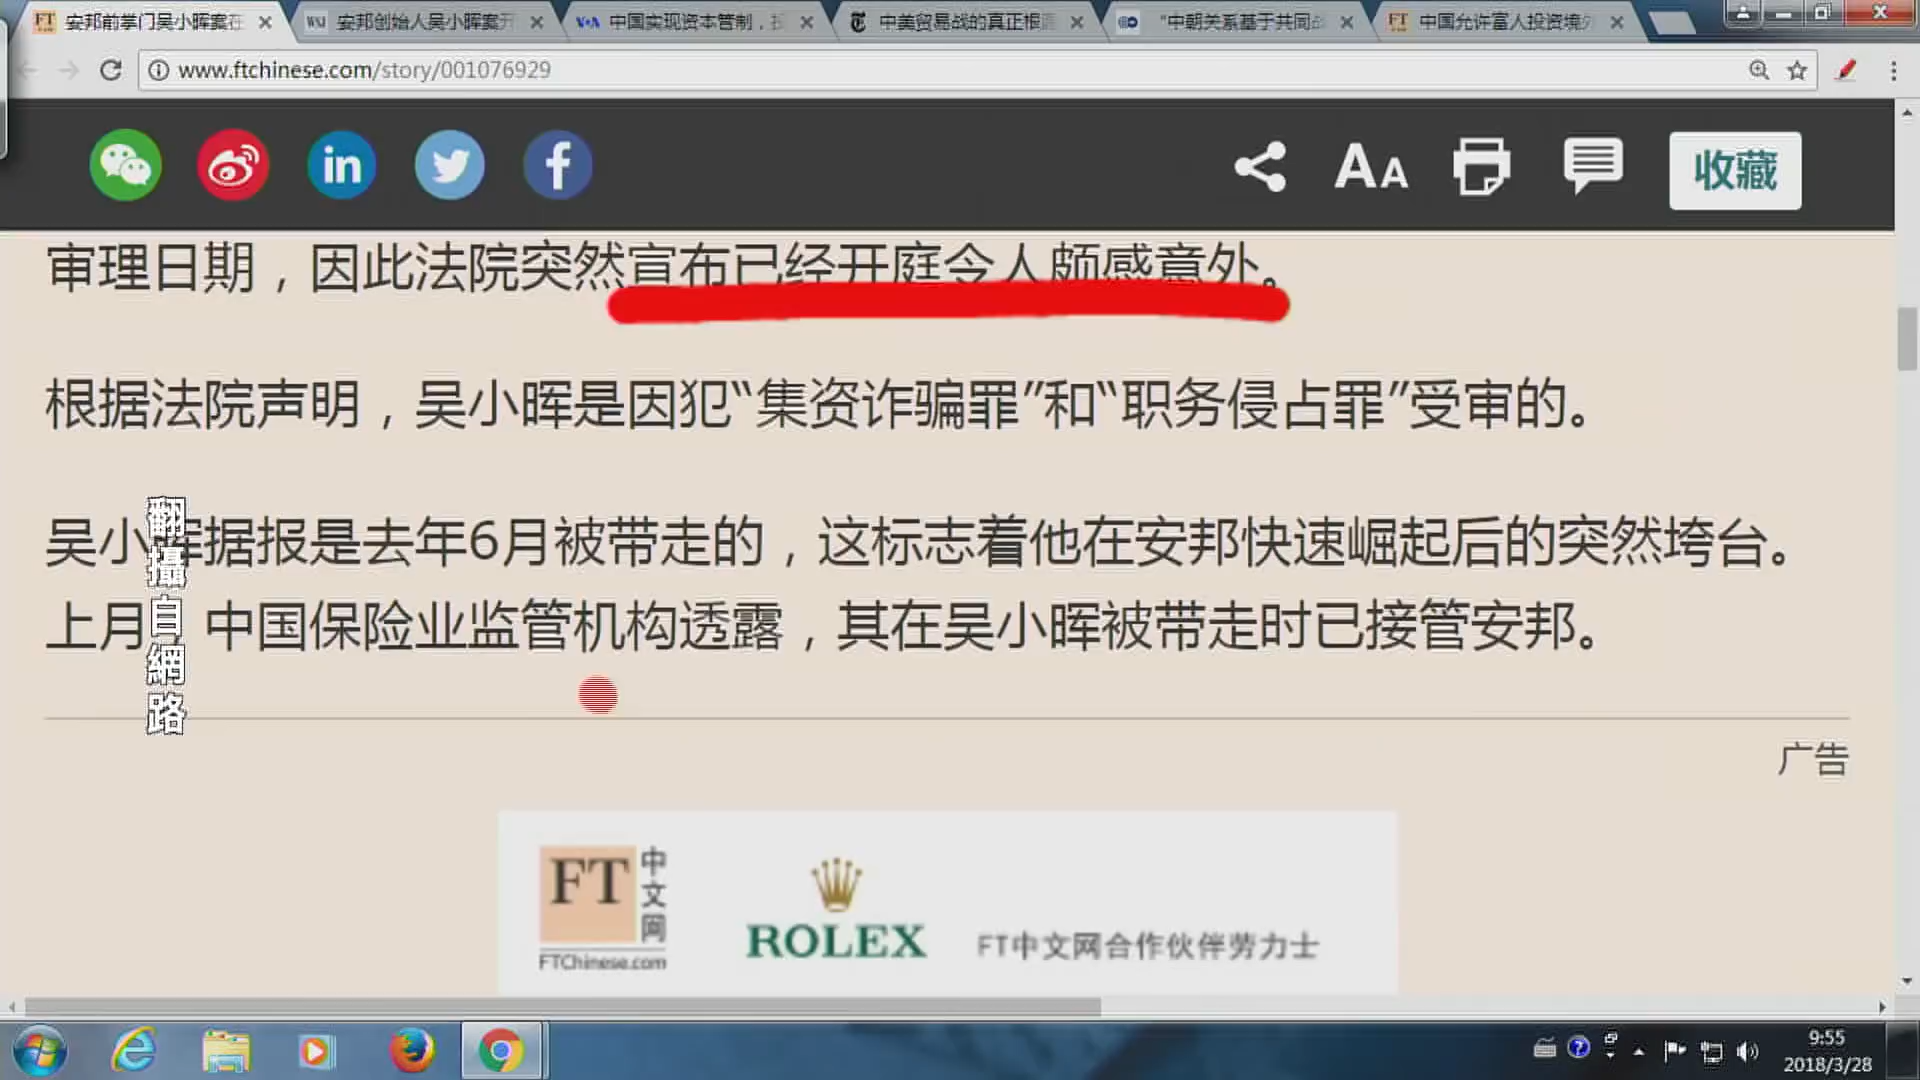 安邦前掌门吴小晖案在
安邦创始人吴小晖案开
中国实现资本管制，
中美贸易战的真正根源
“中朝关系基于共同
中国允许富人投资境外
www.ftchinese.com/story/001076929
AA
收藏
审理日期，因此法院突然宣布已经开庭令人颇感意外。
根据法院声明，吴小晖是因犯“集资诈骗罪”和“职务侵占罪”受审的。
吴小晖据报是去年6月被带走的，这标志着他在安邦快速崛起后的突然垮台。
上月，中国保险业监管机构透露，其在吴小晖被带走时已接管安邦。
翻攝自網路
广告
FT中文网
FTChinese.com
ROLEX
FT中文网合作伙伴劳力士
9:55
2018/3/28